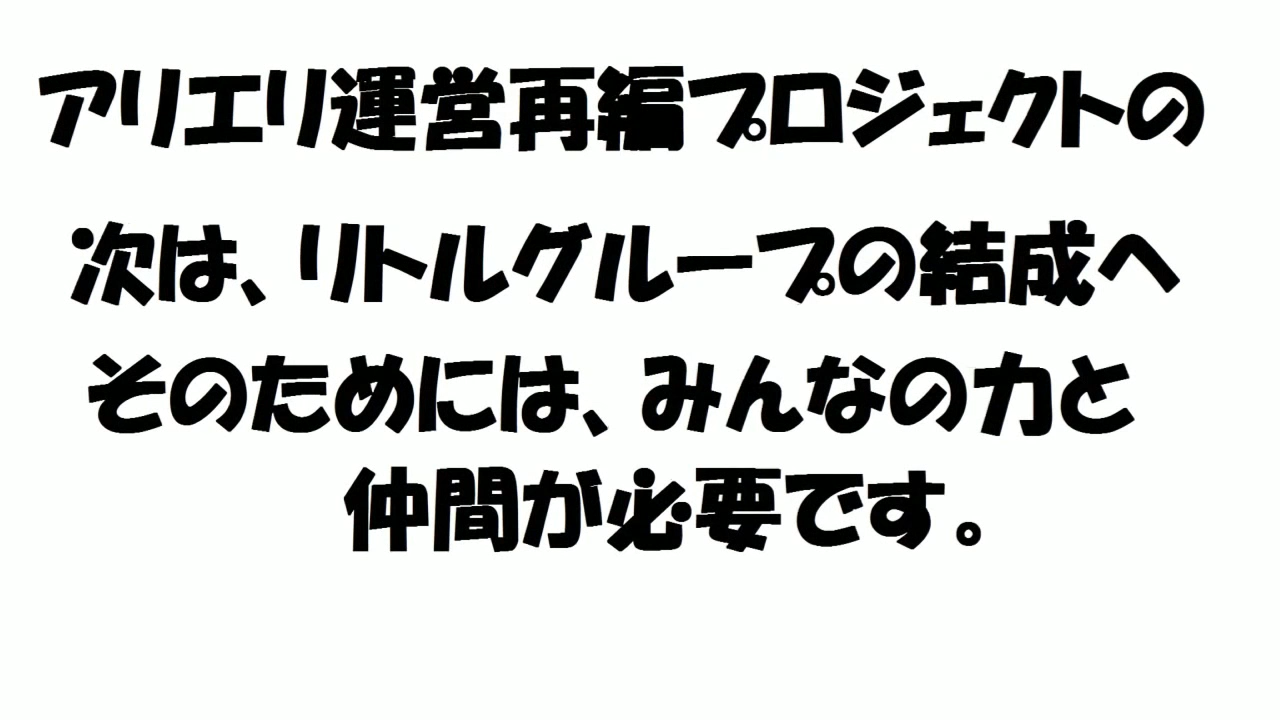 アリエリ運営再編プロジェクトの
次は、リトルグループの結成へ
そのためには、みんなの力と
仲間が必要です。